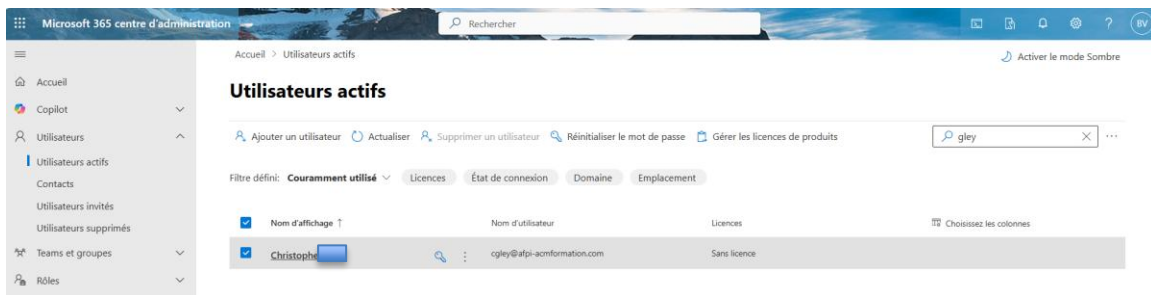 Microsoft 365 centre d'administration
Rechercher
BV
Accueil > Utilisateurs actifs
Activer le mode Sombre
Accueil
Copilot
Utilisateurs
Utilisateurs actifs
Contacts
Utilisateurs invités
Utilisateurs supprimés
Teams et groupes
Rôles
Utilisateurs actifs
Ajouter un utilisateur Actualiser Supprimer un utilisateur Réinitialiser le mot de passe Gérer les licences de produits
gley
Filtre défini: Couramment utilisé Licences État de connexion Domaine Emplacement
Nom d'affichage ↑ Nom d'utilisateur Licences Choisissez les colonnes
Christophe cgley@afpi-acmformation.com Sans licence